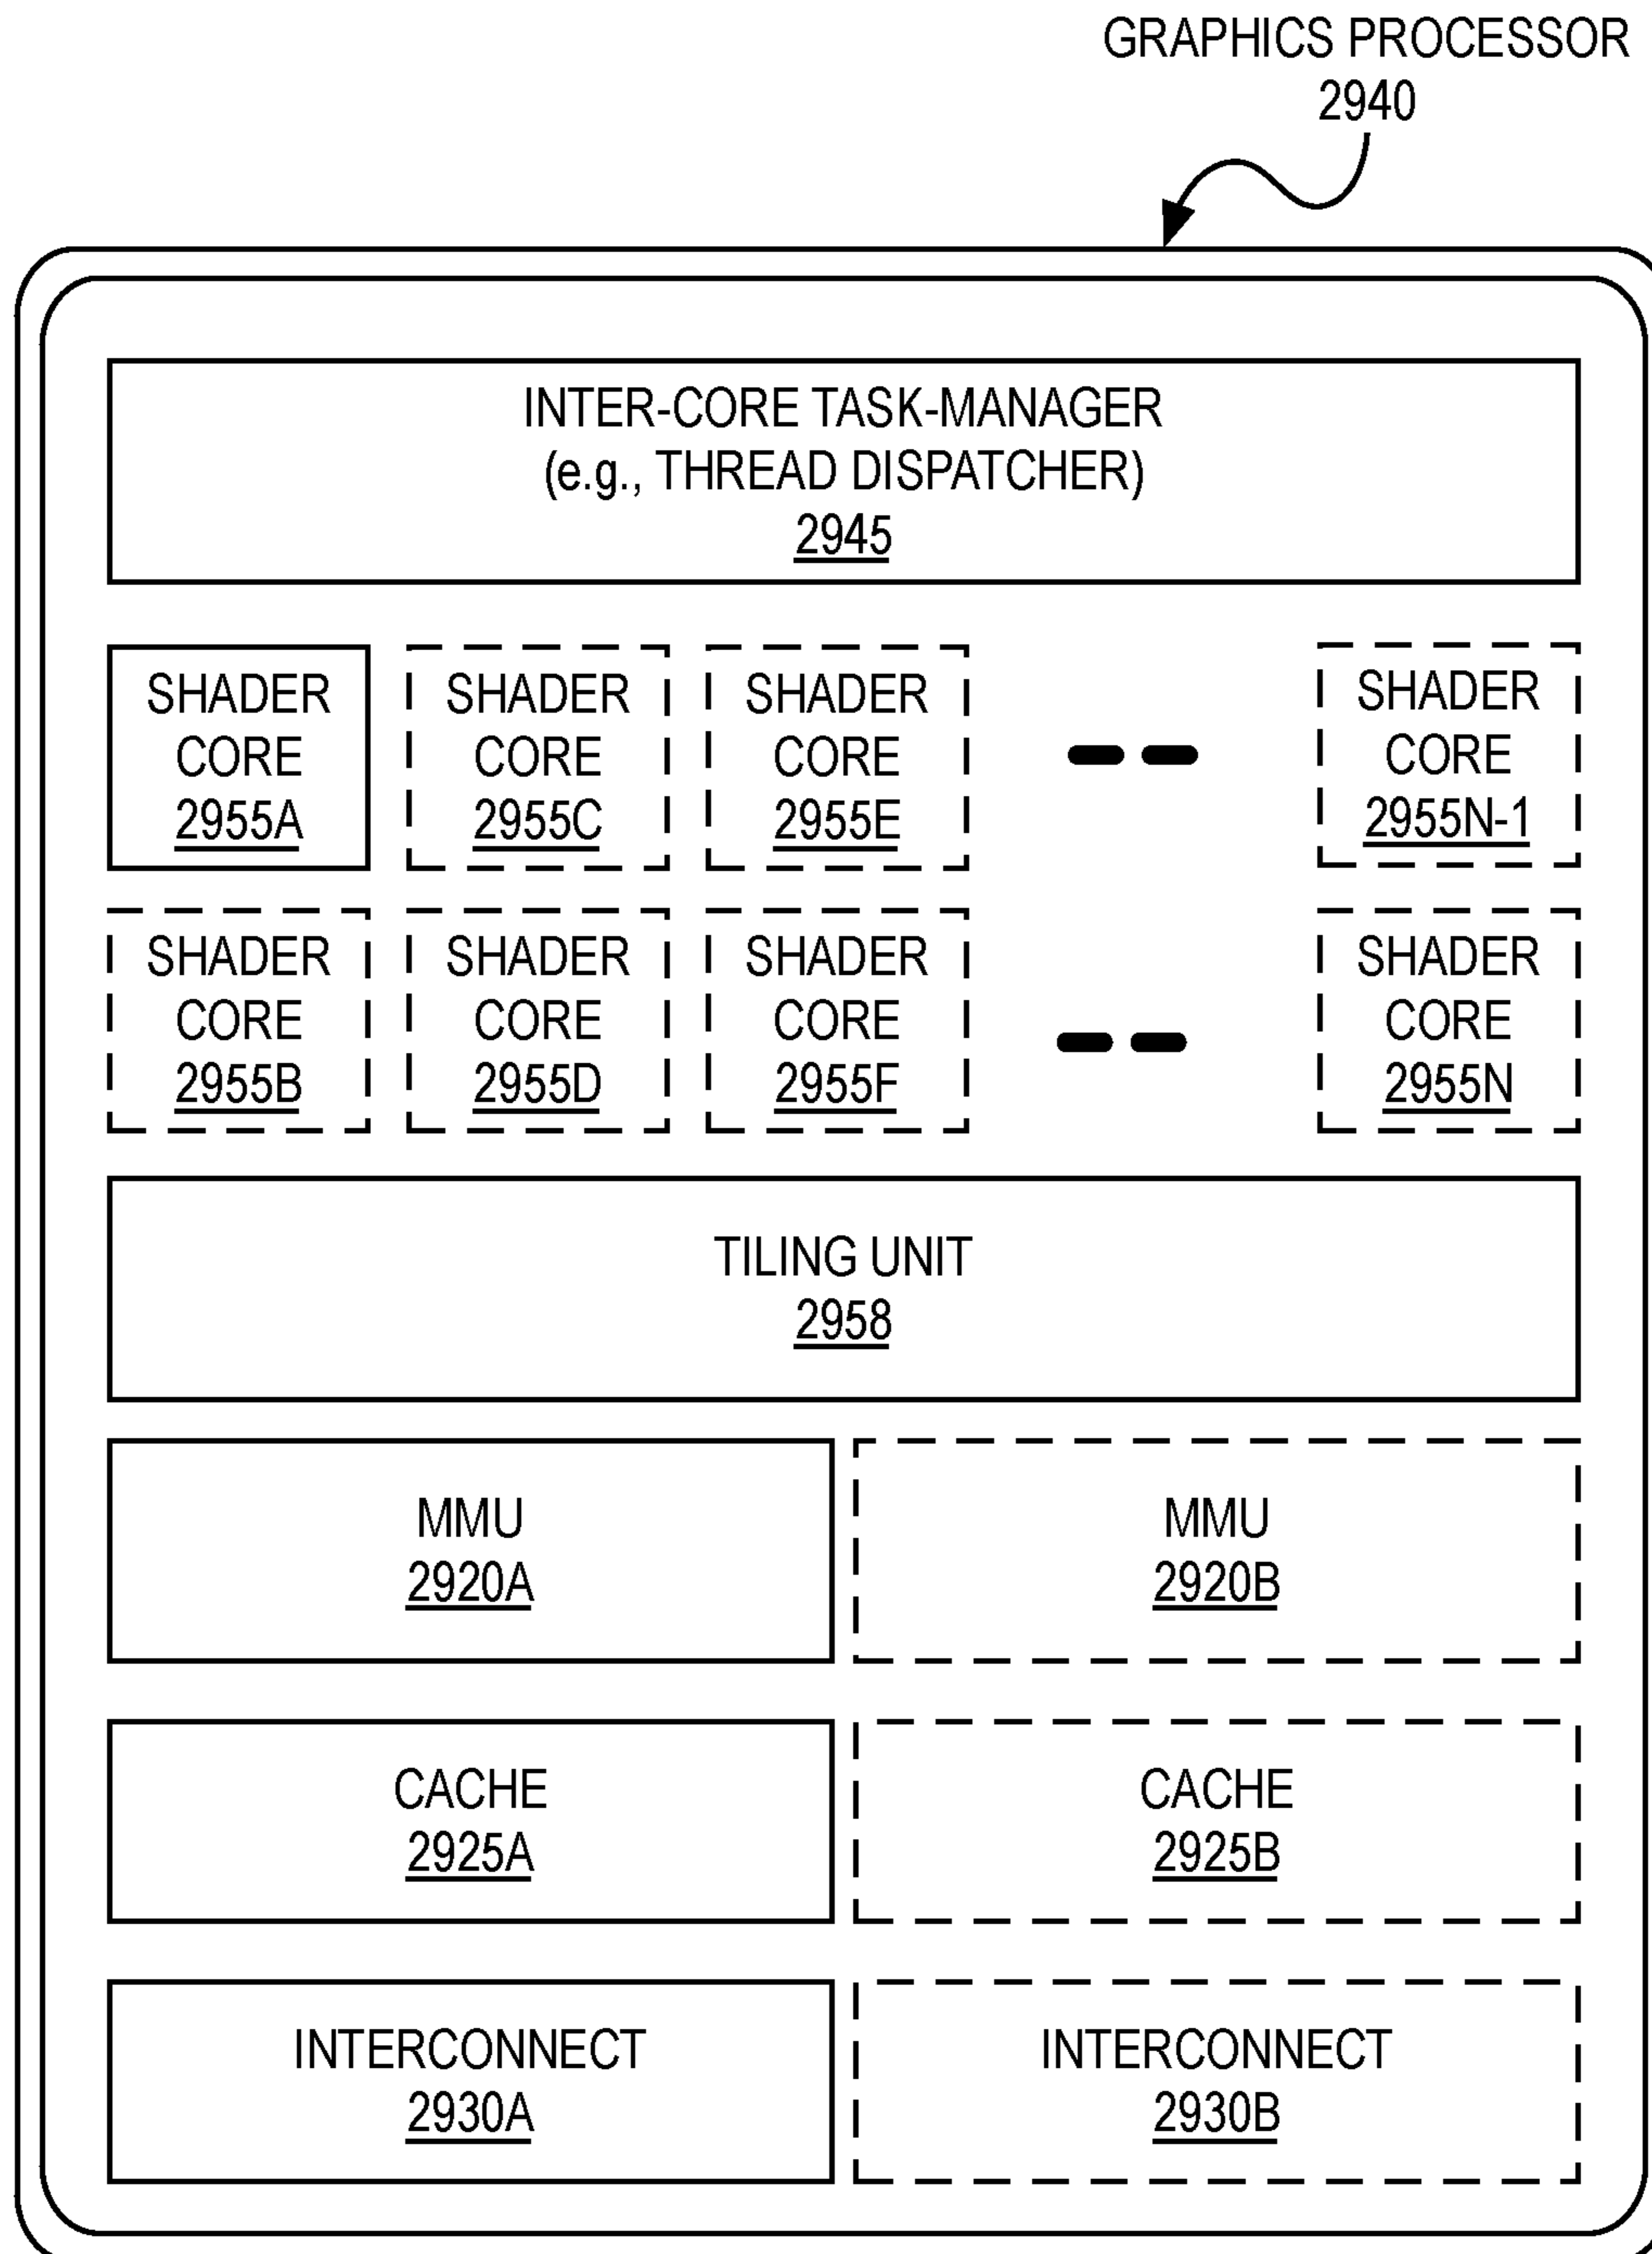 GRAPHICS PROCESSOR
2940
INTER-CORE TASK-MANAGER
(e.g., THREAD DISPATCHER)
2945
SHADER
CORE
2955A
SHADER
CORE
2955C
SHADER
CORE
2955E
SHADER
CORE
2955N-1
SHADER
CORE
2955B
SHADER
CORE
2955D
SHADER
CORE
2955F
SHADER
CORE
2955N
TILING UNIT
2958
MMU
2920A
MMU
2920B
CACHE
2925A
CACHE
2925B
INTERCONNECT
2930A
INTERCONNECT
2930B